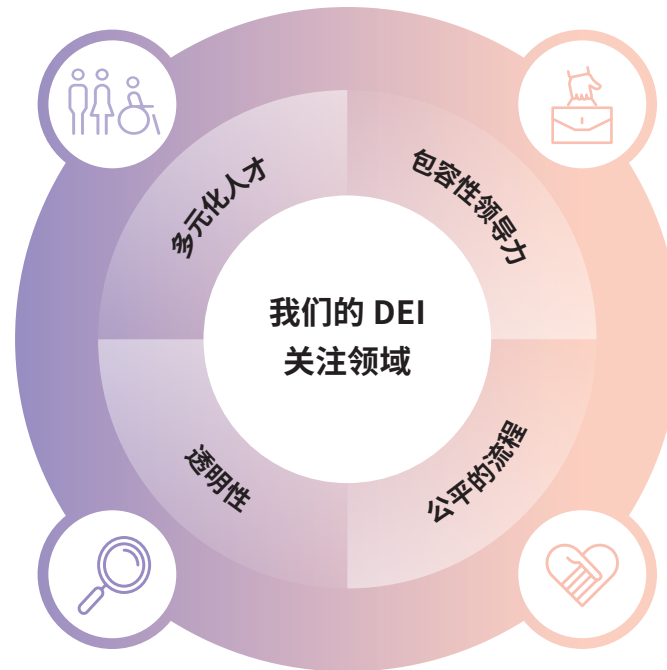 多元化人才
包容性领导力
我们的 DEI
关注领域
透明性
公平的流程